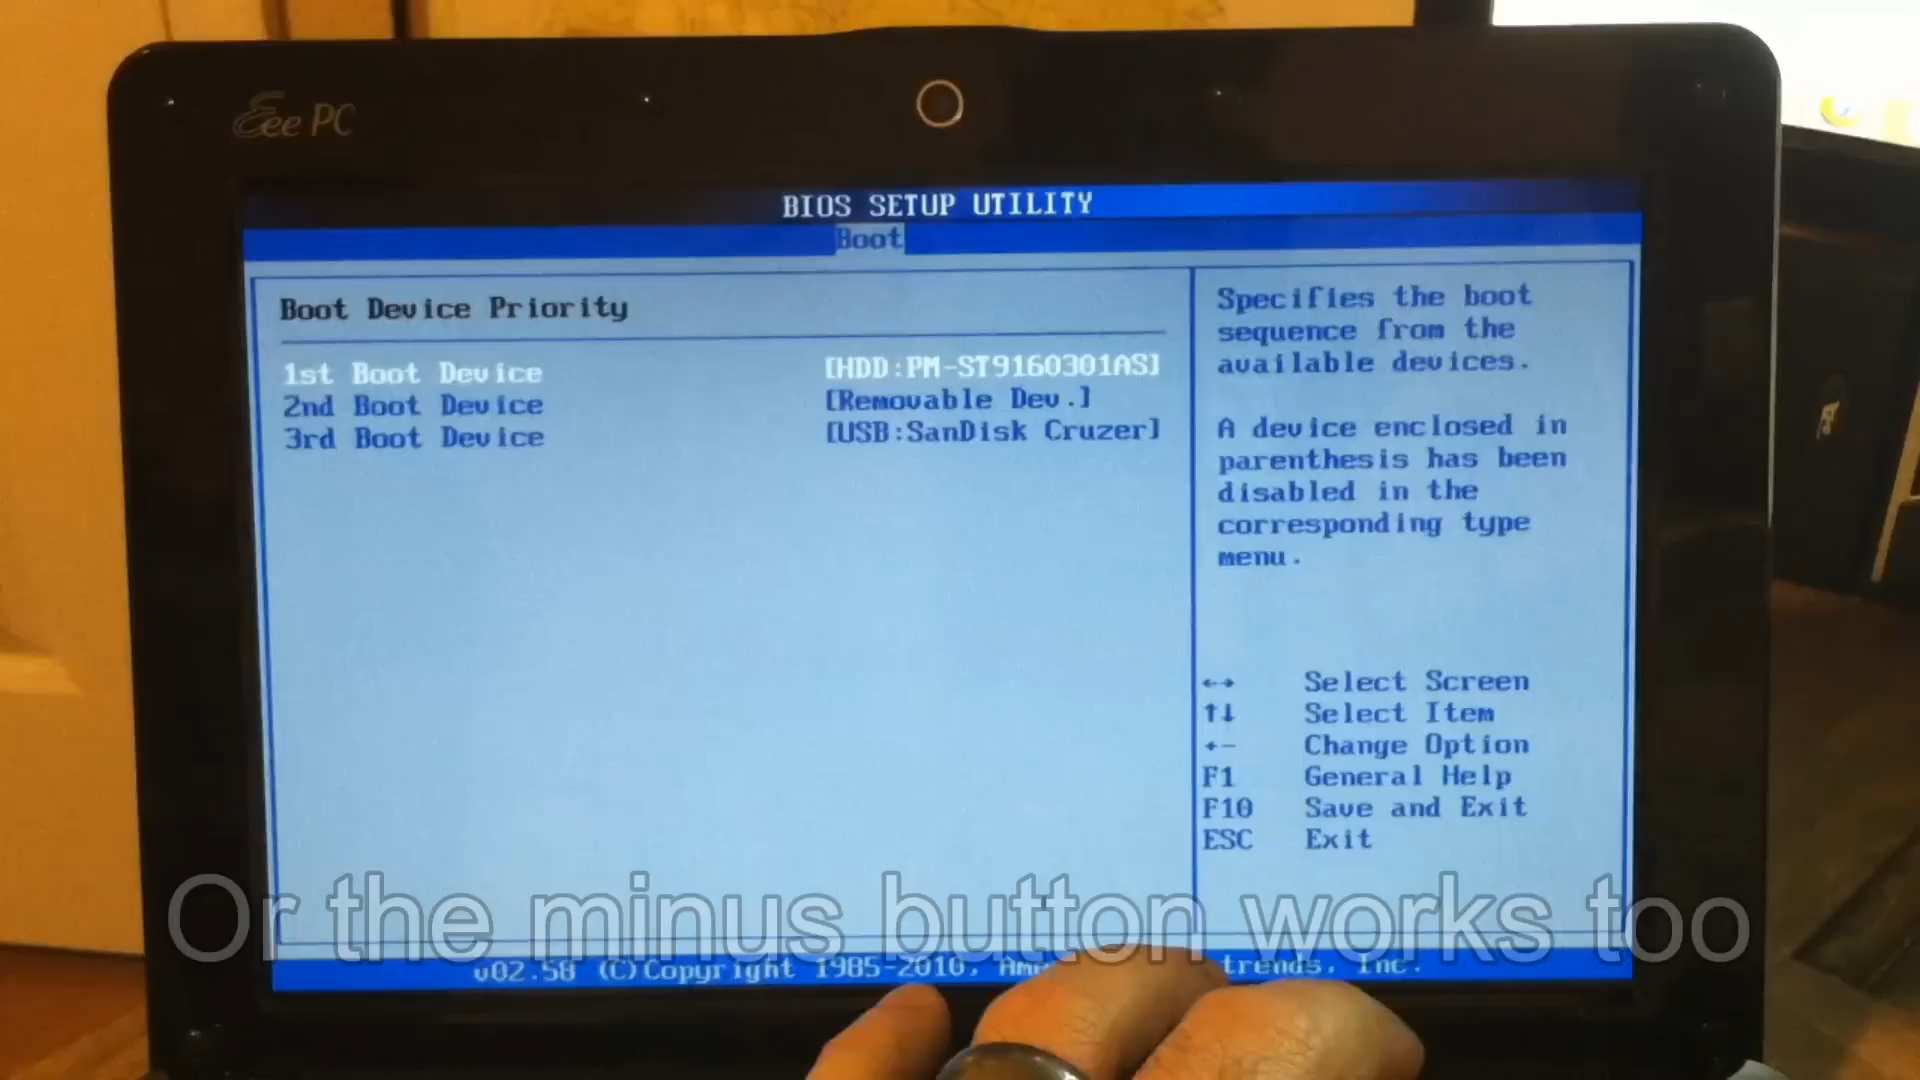 Eee PC
BIOS SETUP UTILITY
Boot
Boot Device Priority
1st Boot Device [HDD:PM-ST9160301AS]
2nd Boot Device [Removable Dev.]
3rd Boot Device [USB:SanDisk Cruzer]
Specifies the boot
sequence from the
available devices.
A device enclosed in
parenthesis has been
disabled in the
corresponding type
menu.
←→ Select Screen
↑↓ Select Item
+- Change Option
F1 General Help
F10 Save and Exit
ESC Exit
Or the minus button works too
v02.58 (C)Copyright 1985-2010, Am trends, Inc.